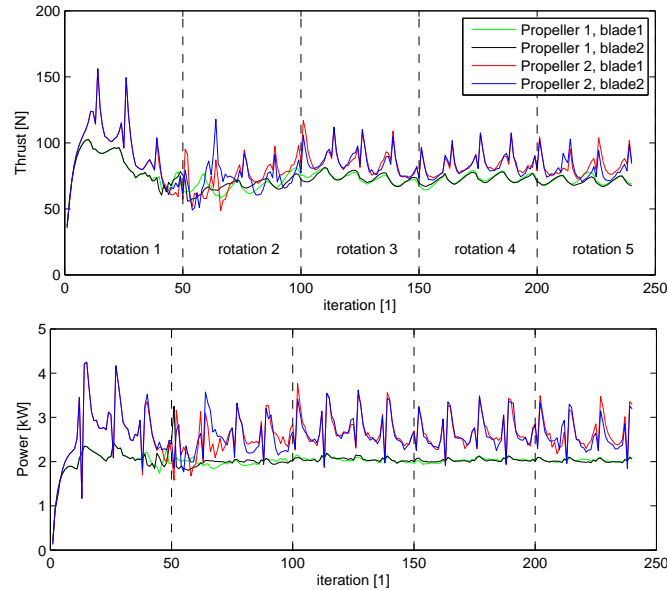 200
150
100
50
0
Thrust [N]
Propeller 1, blade1
Propeller 1, blade2
Propeller 2, blade1
Propeller 2, blade2
rotation 1 rotation 2 rotation 3 rotation 4 rotation 5
0 50 100 150 200 250
iteration [1]
5
4
3
2
1
0
Power [kW]
0 50 100 150 200 250
iteration [1]